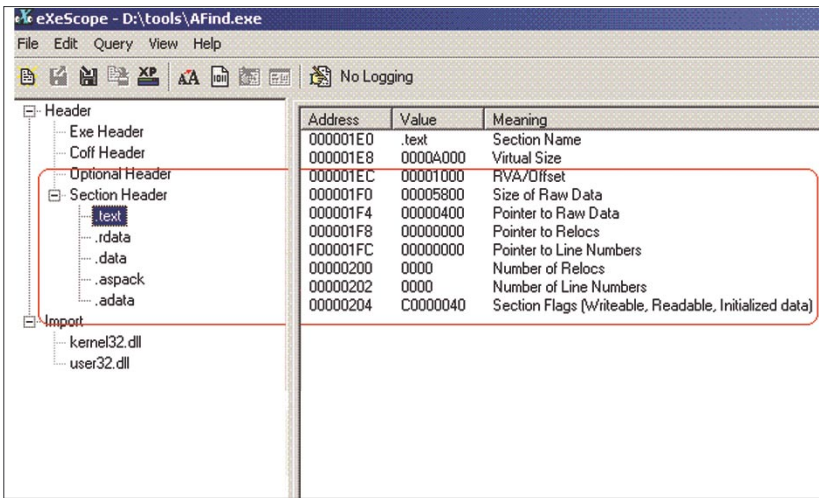 eXeScope - D:\tools\AFind.exe
File Edit Query View Help
XP AA No Logging
Header
Exe Header
Coff Header
Optional Header
Section Header
.text
.rdata
.data
.aspack
.adata
Import
kernel32.dll
user32.dll
Address Value Meaning
000001E0 .text Section Name
000001E8 0000A000 Virtual Size
000001EC 00001000 RVA/Offset
000001F0 00005800 Size of Raw Data
000001F4 00000400 Pointer to Raw Data
000001F8 00000000 Pointer to Relocs
000001FC 00000000 Pointer to Line Numbers
00000200 0000 Number of Relocs
00000202 0000 Number of Line Numbers
00000204 C0000040 Section Flags (Writeable, Readable, Initialized data)